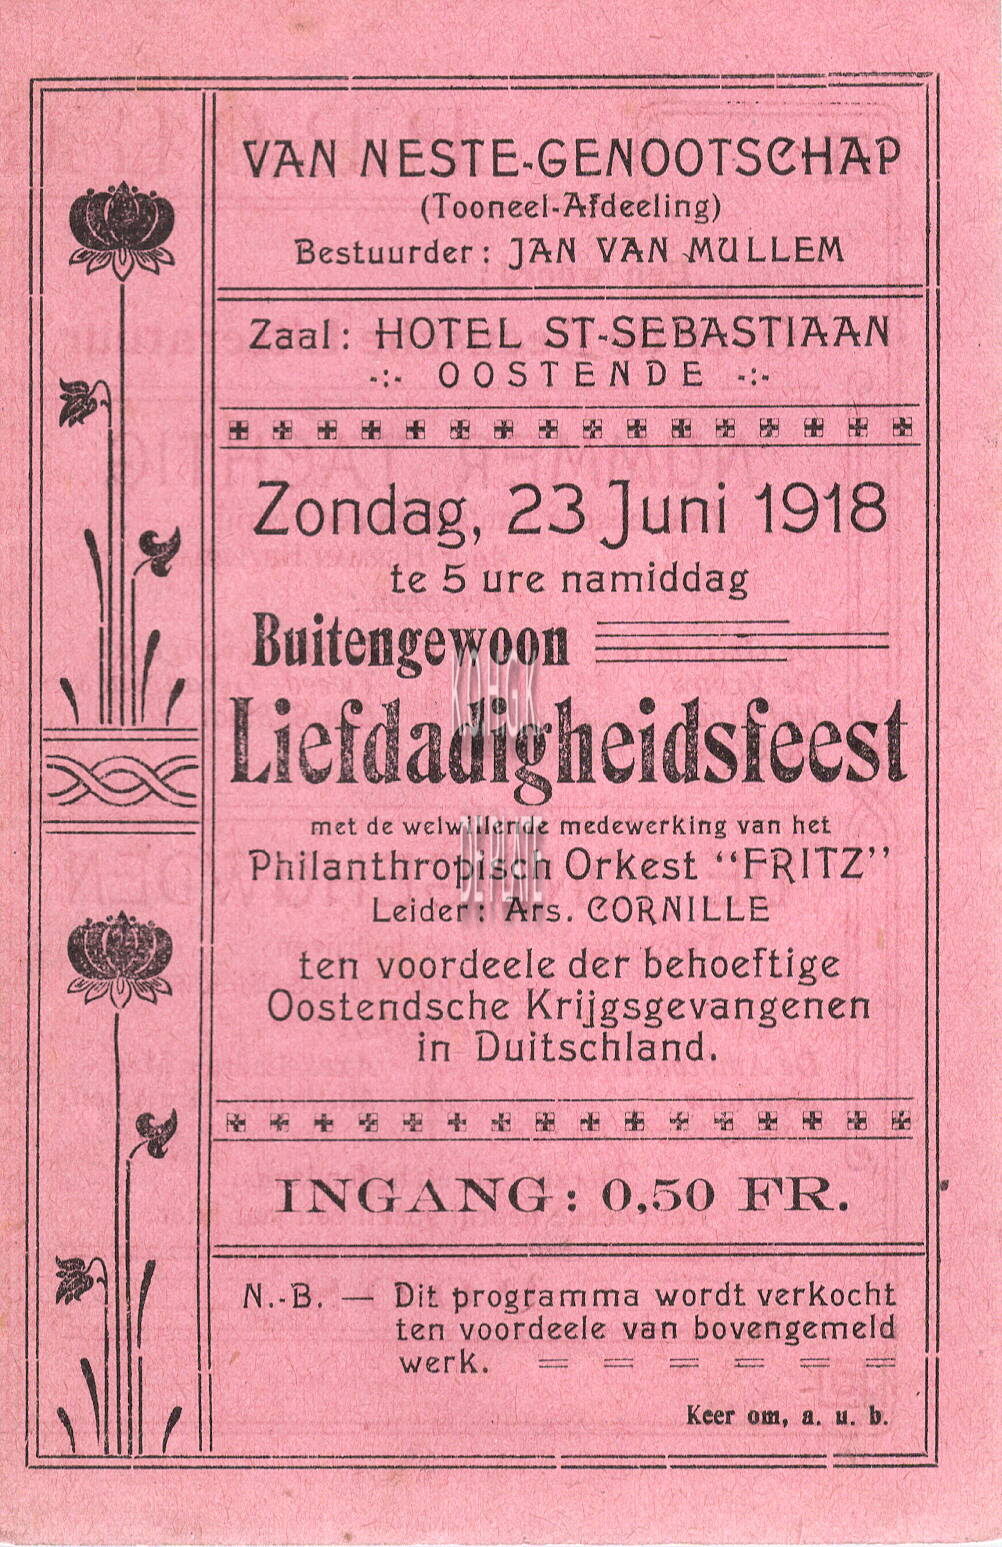 VAN NESTE-GENOOTSCHAP
(Tooneel-Afdeeling)
Bestuurder: JAN VAN MULLEM
Zaal: HOTEL ST-SEBASTIAAN
-:- OOSTENDE -:-
Zondag, 23 Juni 1918
te 5 ure namiddag
Buitengewoon
Liefdadigheidsfeest
met de welwillende medewerking van het
Philanthropisch Orkest “FRITZ”
Leider: Ars. CORNILLE
ten voordeele der behoeftige
Oostendsche Krijgsgevangenen
in Duitschland.
INGANG: 0,50 FR.
N.-B. — Dit programma wordt verkocht
ten voordeele van bovengemeld
werk.
Keer om, a. u. b.
KOHGK
DE PLATE